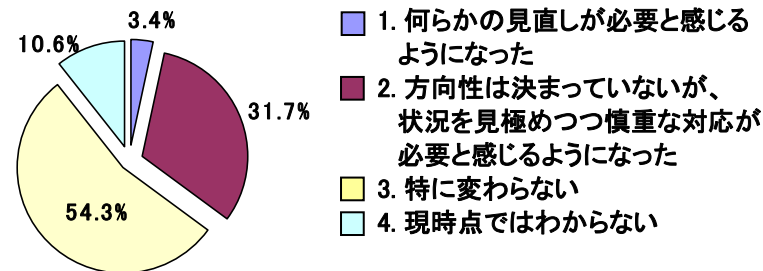 3.4%
10.6%
31.7%
54.3%
1. 何らかの見直しが必要と感じる
ようになった
2. 方向性は決まっていないが、
状況を見極めつつ慎重な対応が
必要と感じるようになった
3. 特に変わらない
4. 現時点ではわからない